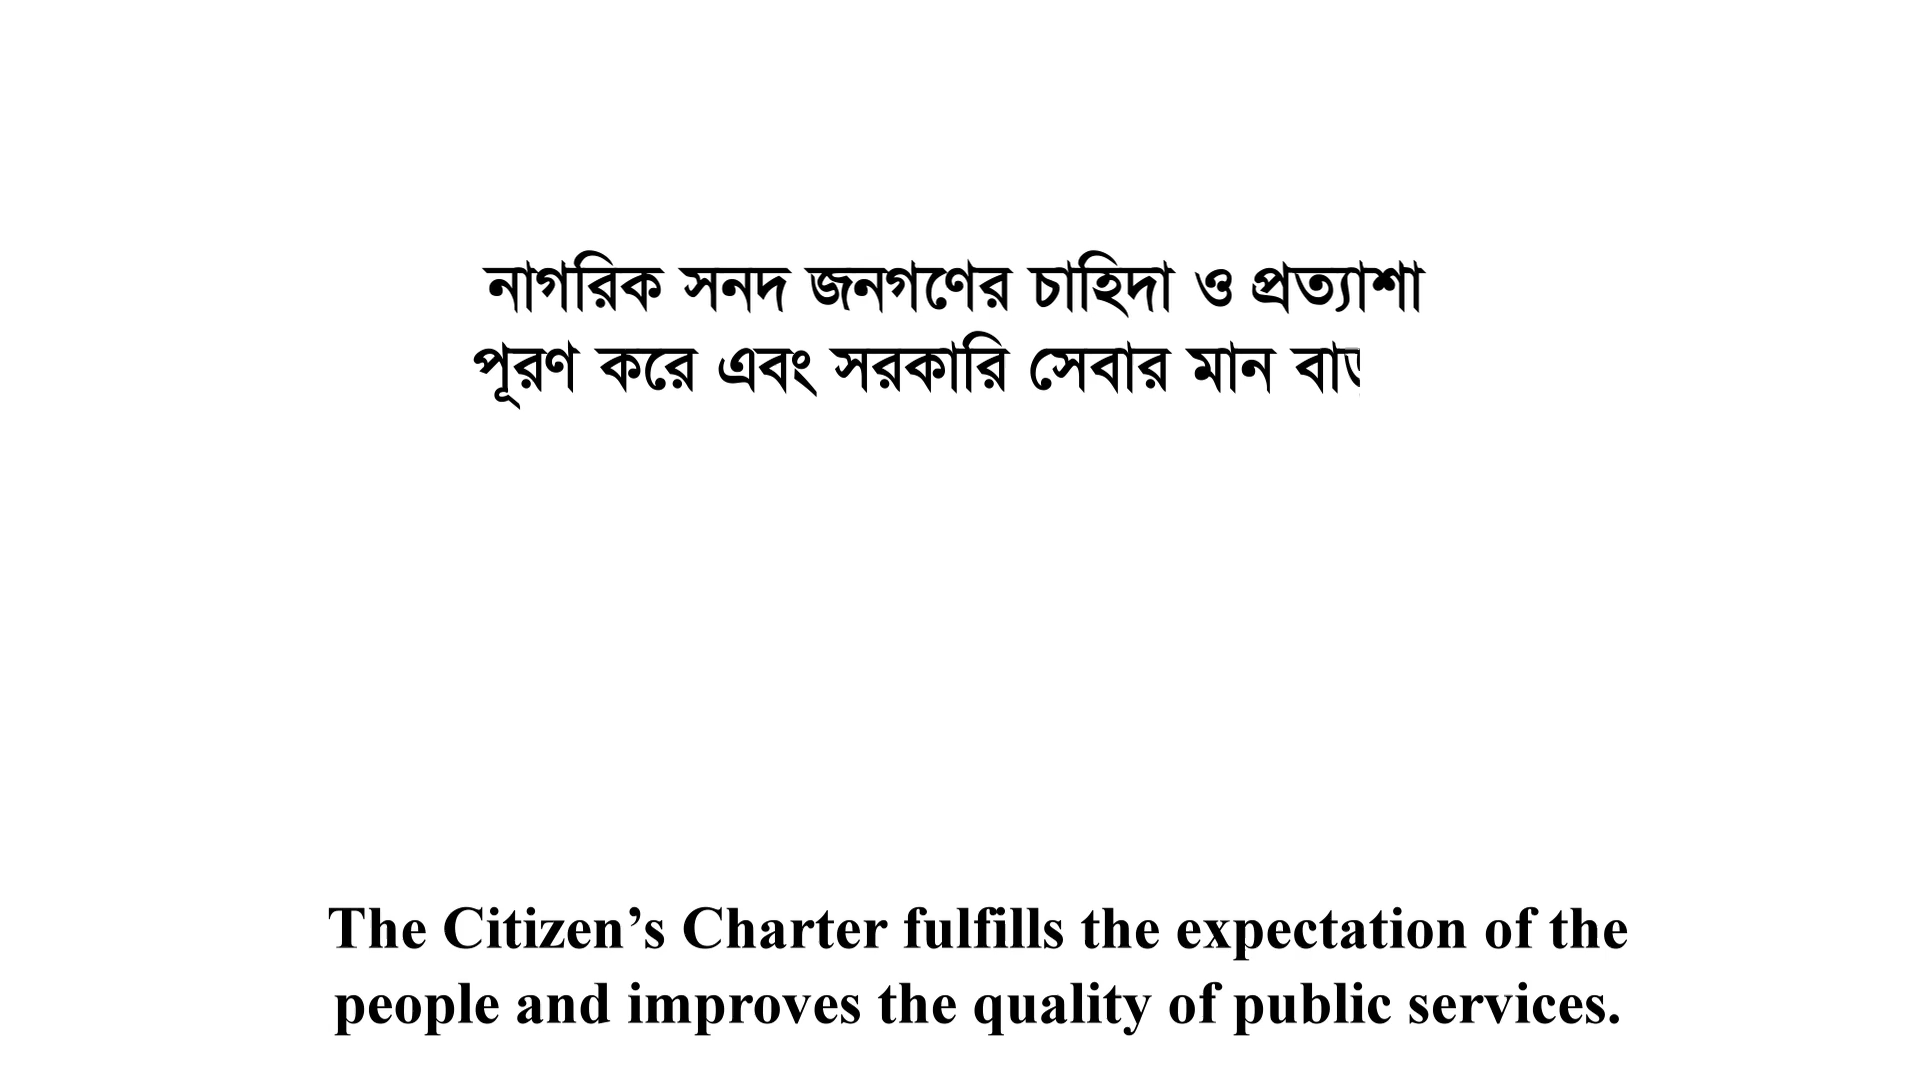 নাগরিক সনদ জনগণের চাহিদা ও প্রত্যাশা
পূরণ করে এবং সরকারি সেবার মান
The Citizen’s Charter fulfills the expectation of the
people and improves the quality of public services.